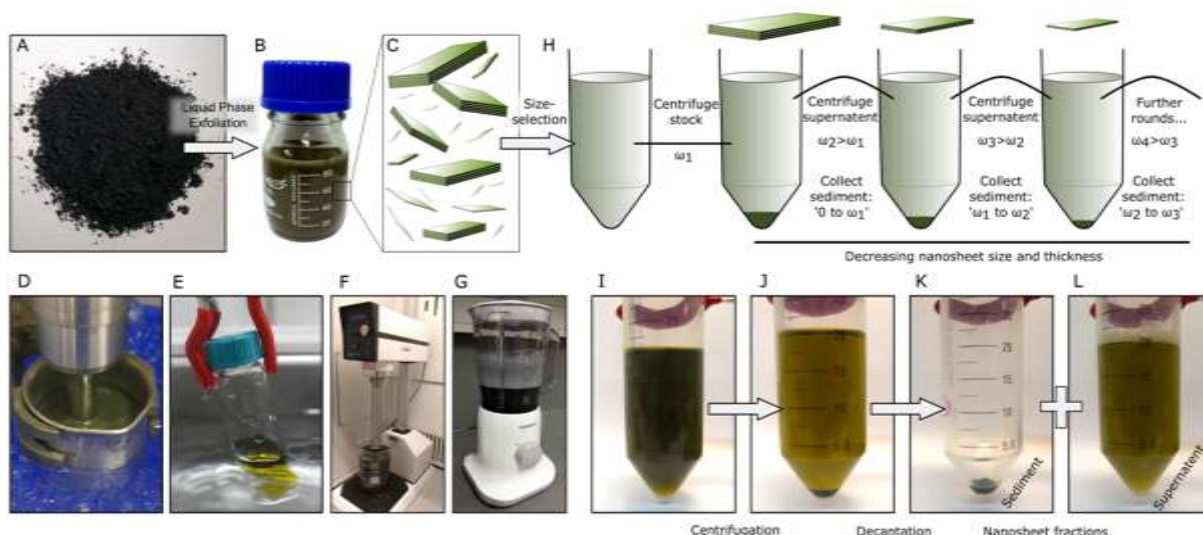 A
B
C
H
Liquid Phase
Exfoliation
Size-
selection
Centrifuge
stock
ω1
Centrifuge
supernatent
ω2>ω1
Collect
sediment:
'0 to ω1'
Centrifuge
supernatent
ω3>ω2
Collect
sediment:
'ω1 to ω2'
Further
rounds...
ω4>ω3
Collect
sediment:
'ω2 to ω3'
Decreasing nanosheet size and thickness
D
E
F
G
I
J
K
L
Sediment
Supernatent
Centrifugation
Decantation
Nanosheet fractions